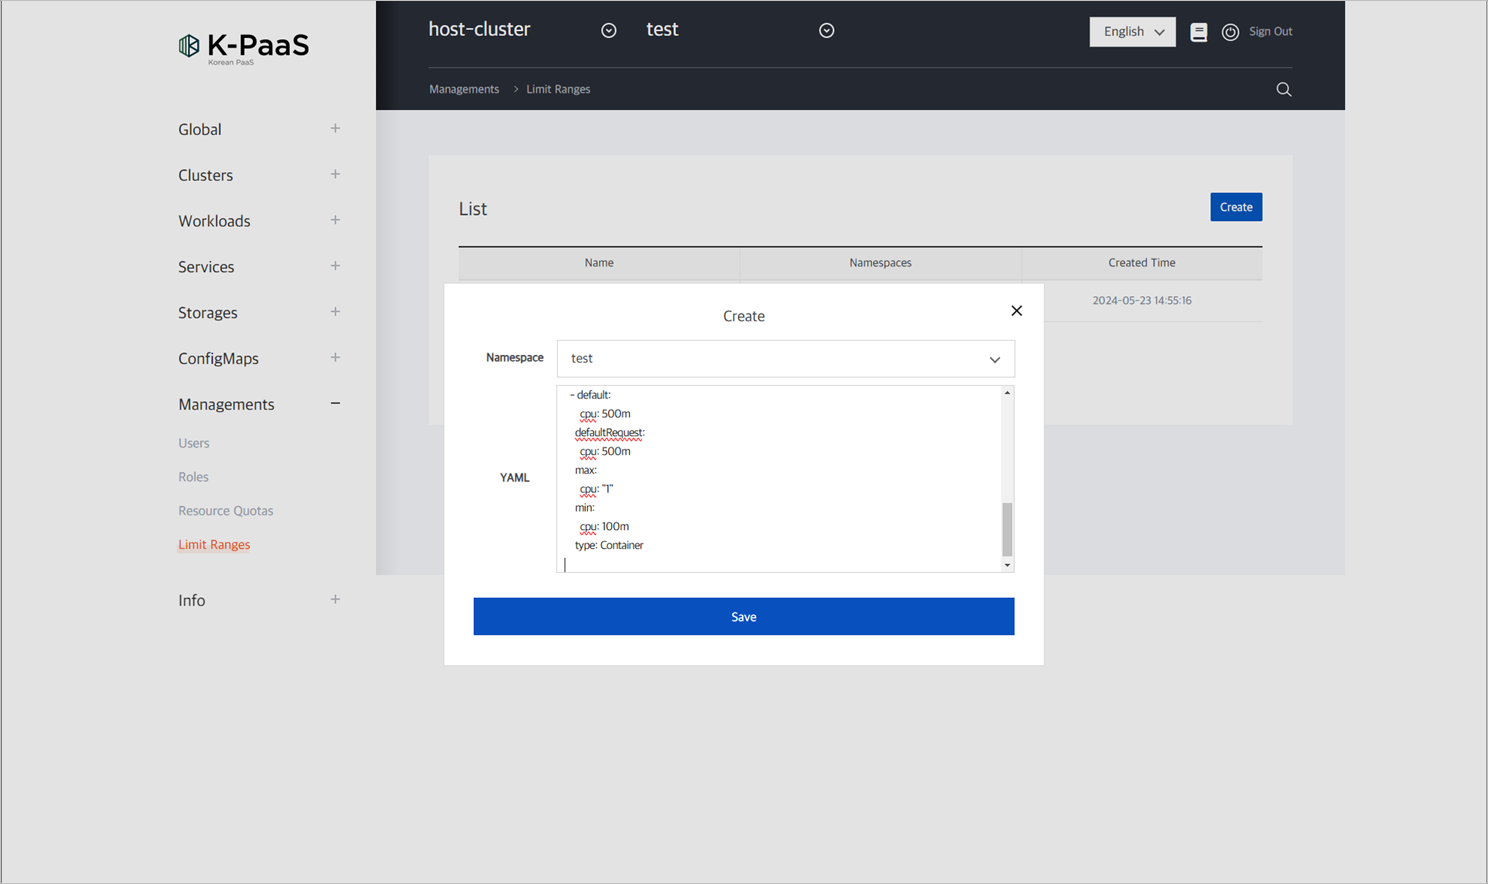 K-PaaS
Korean PaaS
host-cluster
test
English
Sign Out
Managements > Limit Ranges
Global
Clusters
Workloads
Services
Storages
ConfigMaps
Managements
Users
Roles
Resource Quotas
Limit Ranges
Info
List
Create
Name
Namespaces
Created Time
2024-05-23 14:55:16
Create
Namespace
test
YAML
- default:
cpu: 500m
defaultRequest:
cpu: 500m
max:
cpu: "1"
min:
cpu: 100m
type: Container
Save